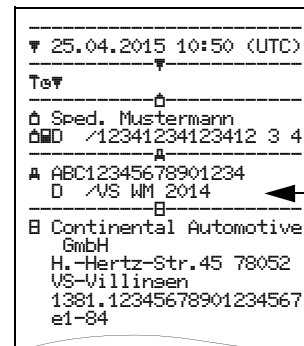 ▼ 25.04.2015 10:50 (UTC)
T⊙▼
Sped. Mustermann
D /12341234123412 3 4
A ABC12345678901234
D /VS WM 2014
B Continental Automotive
GmbH
H.-Hertz-Str.45 78052
VS-Villingen
1381.12345678901234567
e1-84